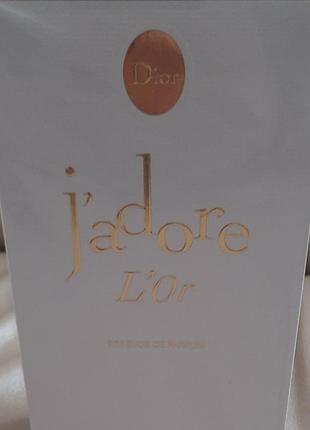 Dior
j'adore
L'Or
ESSENCE DE PARFUM